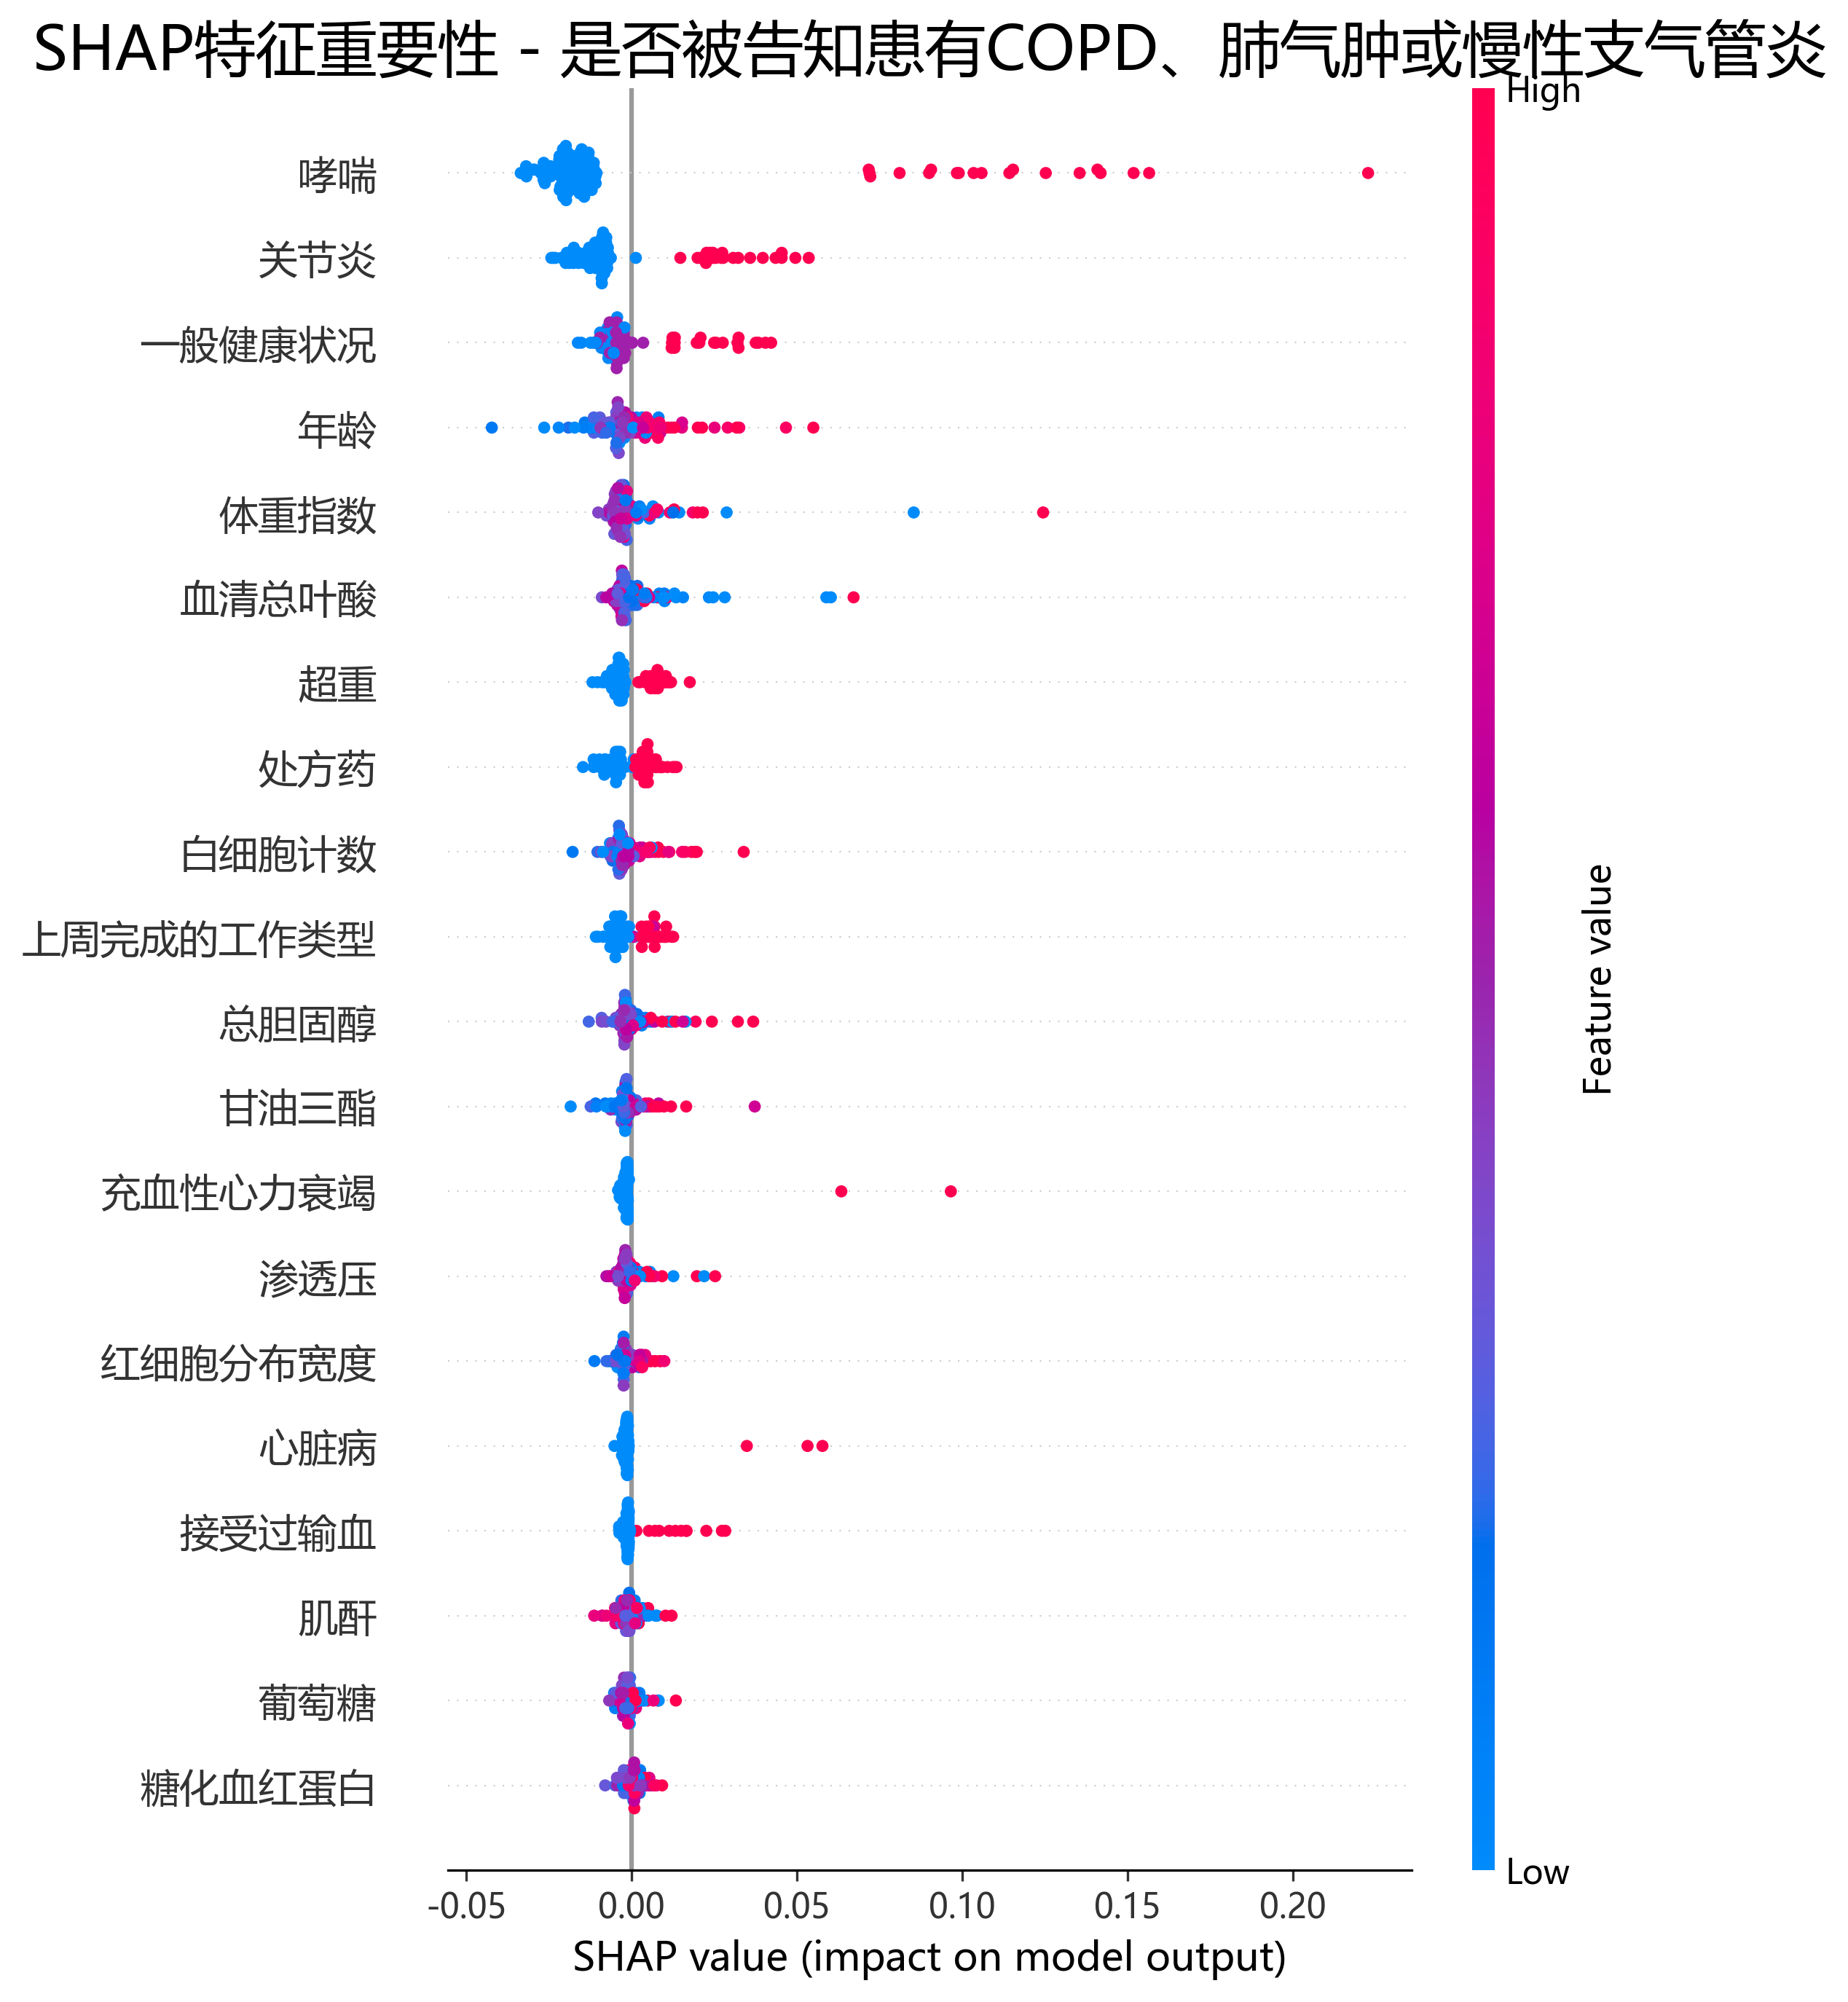 SHAP特征重要性 - 是否被告知患有COPD、肺气肿或慢性支气管炎
High
哮喘
关节炎
一般健康状况
年龄
体重指数
血清总叶酸
超重
处方药
白细胞计数
上周完成的工作类型
总胆固醇
甘油三酯
充血性心力衰竭
渗透压
红细胞分布宽度
心脏病
接受过输血
肌酐
葡萄糖
糖化血红蛋白
Feature value
Low
-0.05 0.00 0.05 0.10 0.15 0.20
SHAP value (impact on model output)